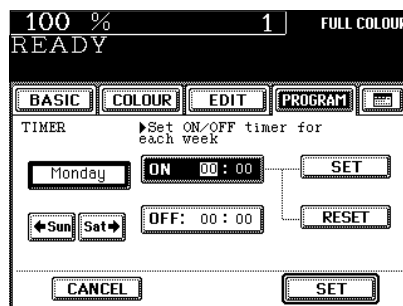 100 % 1 FULL COLOUR
READY
BASIC COLOUR EDIT PROGRAM
TIMER ▶Set ON/OFF timer for
each week
Monday ON 00:00 SET
←Sun Sat→ OFF: 00:00 RESET
CANCEL SET